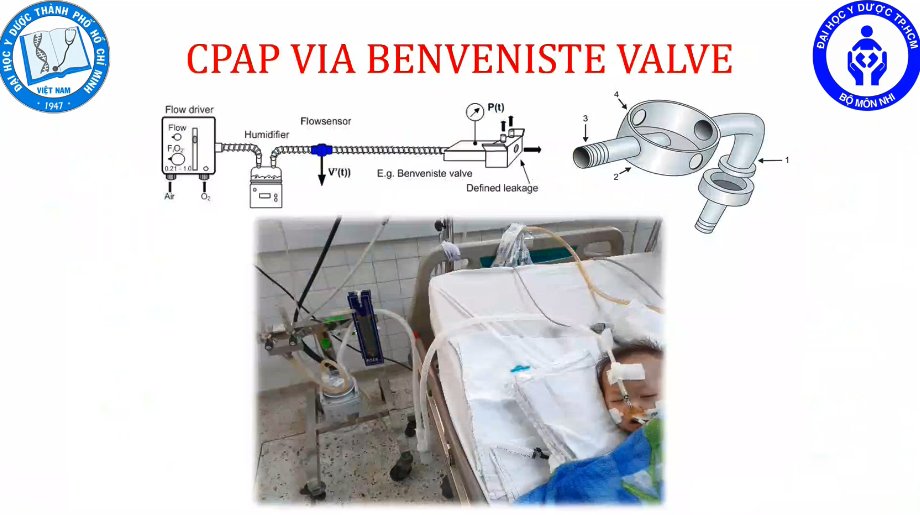 CPAP VIA BENVENISTE VALVE
ĐẠI HỌC Y DƯỢC THÀNH PHỐ HỒ CHÍ MINH
VIỆT NAM
1947
ĐẠI HỌC Y DƯỢC TPHCM
BỘ MÔN NHI
Flow driver
Flow
F₁O₂
0.21 - 1.0
Air
O₂
Humidifier
Flowsensor
V'(t))
P(t)
E.g. Benveniste valve
Defined leakage
4
3
2
1